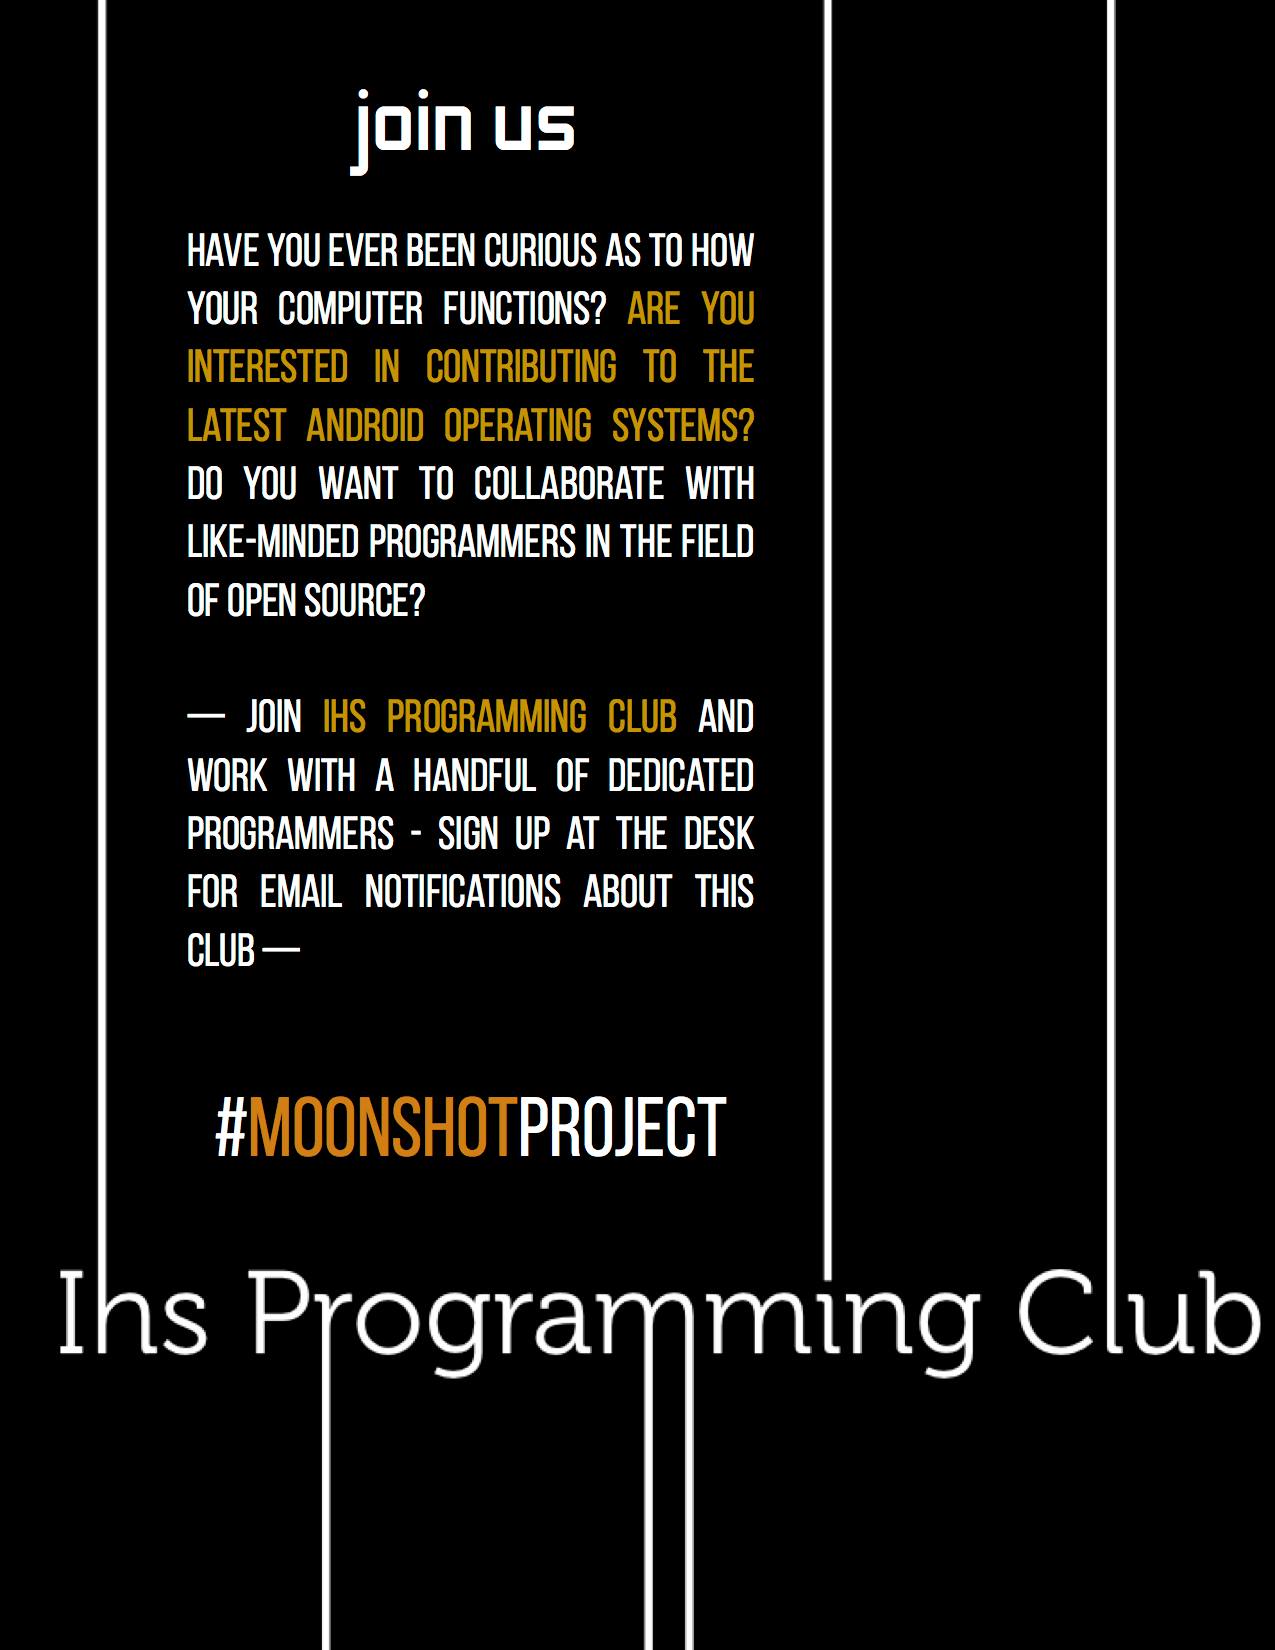 join us
HAVE YOU EVER BEEN CURIOUS AS TO HOW
YOUR COMPUTER FUNCTIONS? ARE YOU
INTERESTED IN CONTRIBUTING TO THE
LATEST ANDROID OPERATING SYSTEMS?
DO YOU WANT TO COLLABORATE WITH
LIKE-MINDED PROGRAMMERS IN THE FIELD
OF OPEN SOURCE?
— JOIN IHS PROGRAMMING CLUB AND
WORK WITH A HANDFUL OF DEDICATED
PROGRAMMERS - SIGN UP AT THE DESK
FOR EMAIL NOTIFICATIONS ABOUT THIS
CLUB —
#MOONSHOTPROJECT
Ihs Programming Club